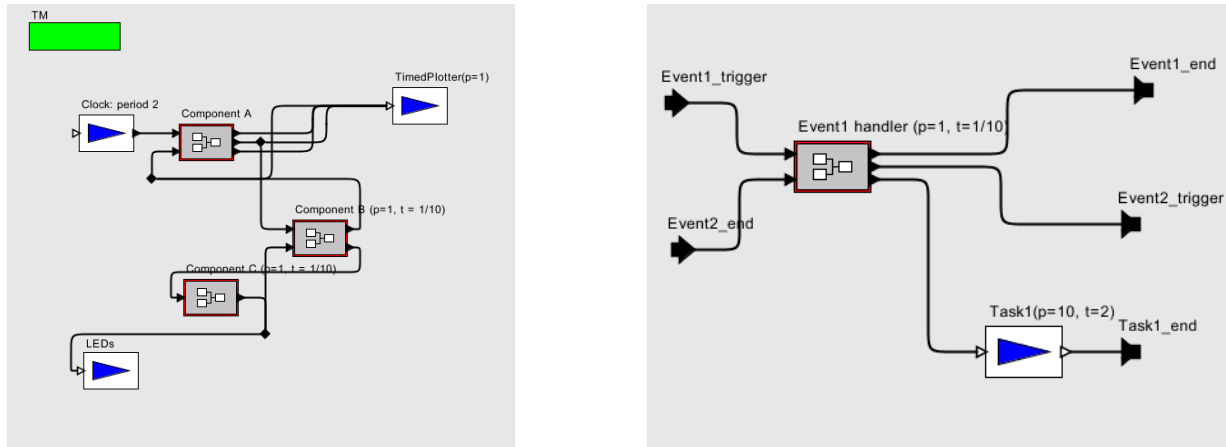 TM
TimedPlotter(p=1)
Clock: period 2
Component A
Component B (p=1, t = 1/10)
Component C (p=1, t = 1/10)
LEDs
Event1_trigger
Event1_end
Event1 handler (p=1, t=1/10)
Event2_trigger
Event2_end
Task1(p=10, t=2)
Task1_end